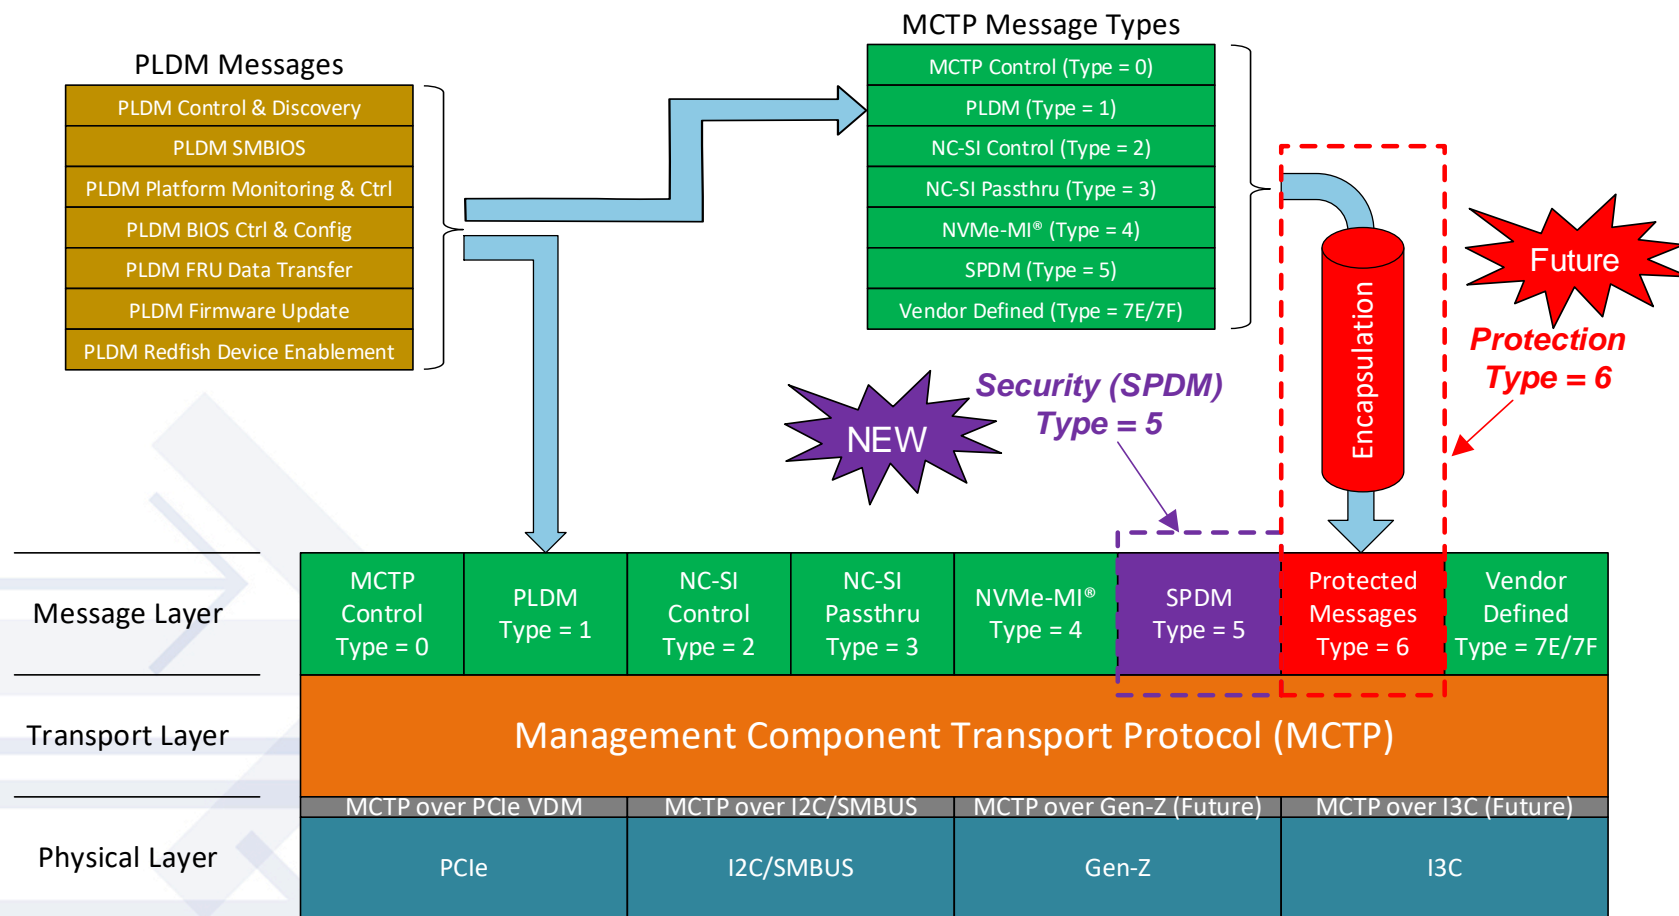 MCTP Message Types
PLDM Messages
PLDM Control & Discovery
PLDM SMBIOS
PLDM Platform Monitoring & Ctrl
PLDM BIOS Ctrl & Config
PLDM FRU Data Transfer
PLDM Firmware Update
PLDM Redfish Device Enablement
MCTP Control (Type = 0)
PLDM (Type = 1)
NC-SI Control (Type = 2)
NC-SI Passthru (Type = 3)
NVMe-MI® (Type = 4)
SPDM (Type = 5)
Vendor Defined (Type = 7E/7F)
Encapsulation
Future
Protection
Type = 6
NEW
Security (SPDM)
Type = 5
Message Layer
MCTP
Control
Type = 0
PLDM
Type = 1
NC-SI
Control
Type = 2
NC-SI
Passthru
Type = 3
NVMe-MI®
Type = 4
SPDM
Type = 5
Protected
Messages
Type = 6
Vendor
Defined
Type = 7E/7F
Transport Layer
Management Component Transport Protocol (MCTP)
MCTP over PCIe VDM
MCTP over I2C/SMBUS
MCTP over Gen-Z (Future)
MCTP over I3C (Future)
Physical Layer
PCIe
I2C/SMBUS
Gen-Z
I3C